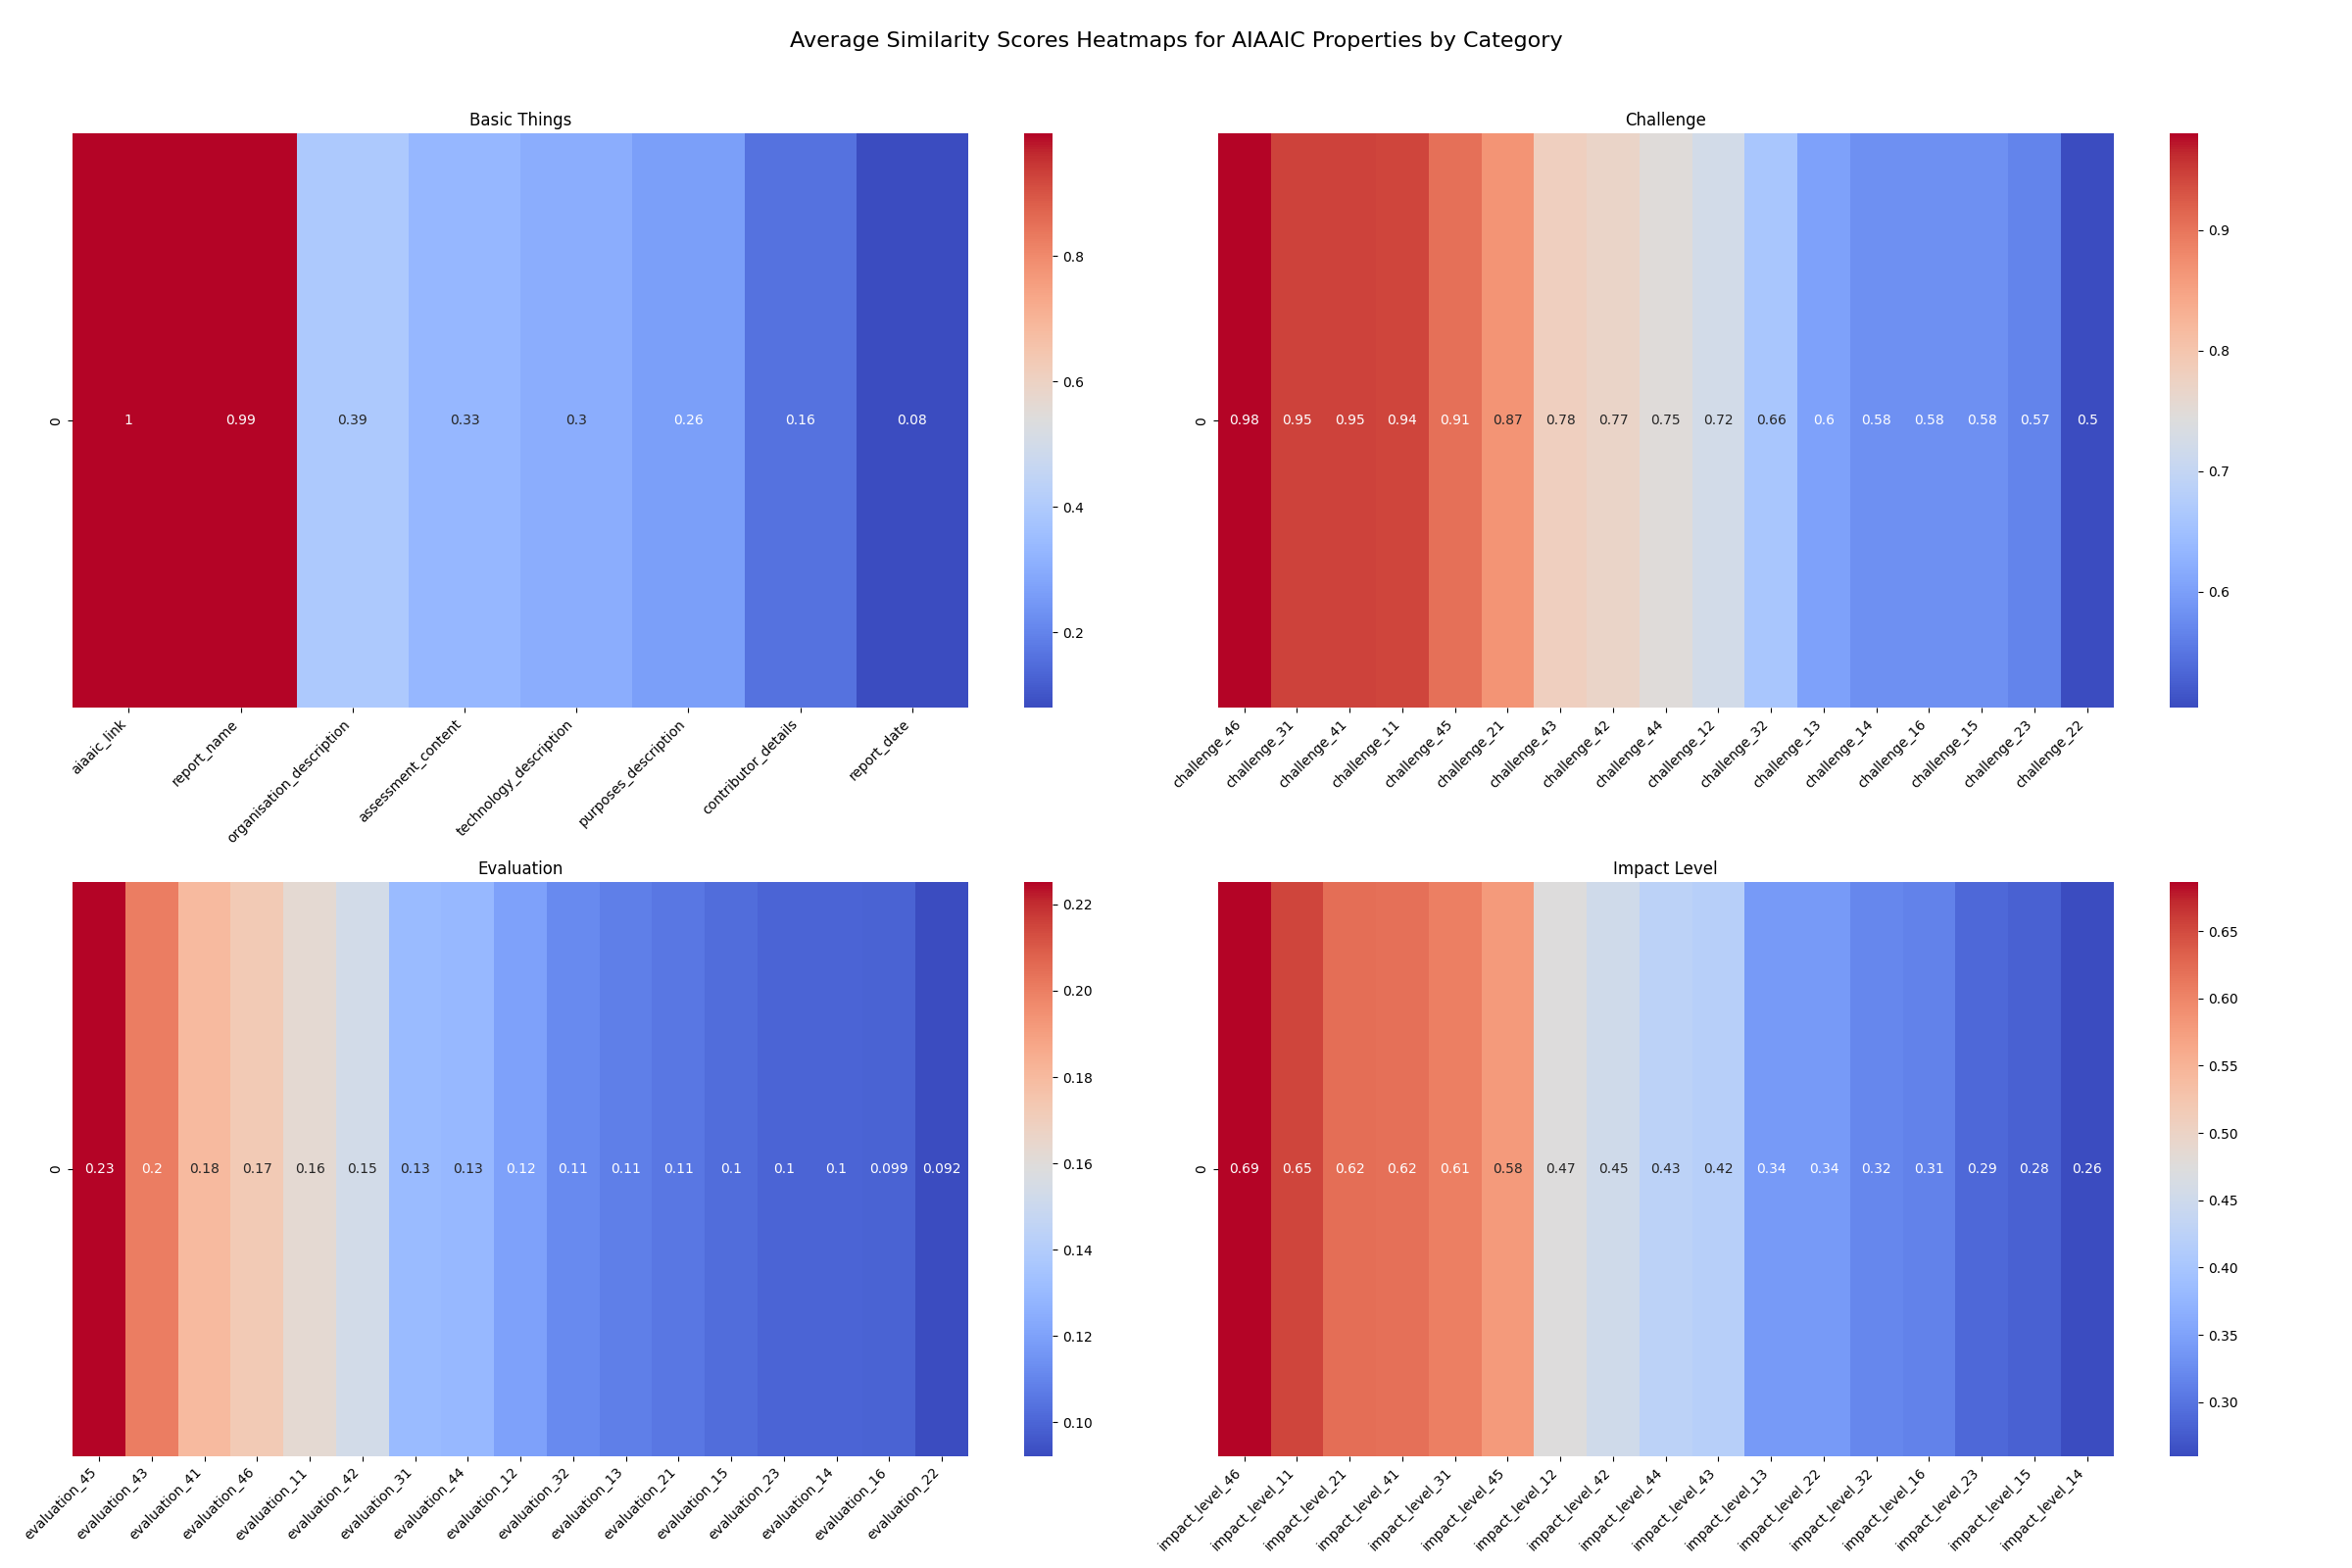 Average Similarity Scores Heatmaps for AIAAIC Properties by Category
Basic Things
0
1 0.99 0.39 0.33 0.3 0.26 0.16 0.08
aiaaic_link report_name organisation_description assessment_content technology_description purposes_description contributor_details report_date
0.8
0.6
0.4
0.2
Challenge
0
0.98 0.95 0.95 0.94 0.91 0.87 0.78 0.77 0.75 0.72 0.66 0.6 0.58 0.58 0.58 0.57 0.5
challenge_46 challenge_31 challenge_41 challenge_11 challenge_45 challenge_21 challenge_43 challenge_42 challenge_44 challenge_12 challenge_32 challenge_13 challenge_14 challenge_16 challenge_15 challenge_23 challenge_22
0.9
0.8
0.7
0.6
Evaluation
0
0.23 0.2 0.18 0.17 0.16 0.15 0.13 0.13 0.12 0.11 0.11 0.11 0.1 0.1 0.1 0.099 0.092
evaluation_45 evaluation_43 evaluation_41 evaluation_46 evaluation_11 evaluation_42 evaluation_31 evaluation_44 evaluation_12 evaluation_32 evaluation_13 evaluation_21 evaluation_15 evaluation_23 evaluation_14 evaluation_16 evaluation_22
0.22
0.20
0.18
0.16
0.14
0.12
0.10
Impact Level
0
0.69 0.65 0.62 0.62 0.61 0.58 0.47 0.45 0.43 0.42 0.34 0.34 0.32 0.31 0.29 0.28 0.26
impact_level_46 impact_level_11 impact_level_21 impact_level_41 impact_level_31 impact_level_45 impact_level_12 impact_level_42 impact_level_44 impact_level_43 impact_level_13 impact_level_22 impact_level_32 impact_level_16 impact_level_23 impact_level_15 impact_level_14
0.65
0.60
0.55
0.50
0.45
0.40
0.35
0.30